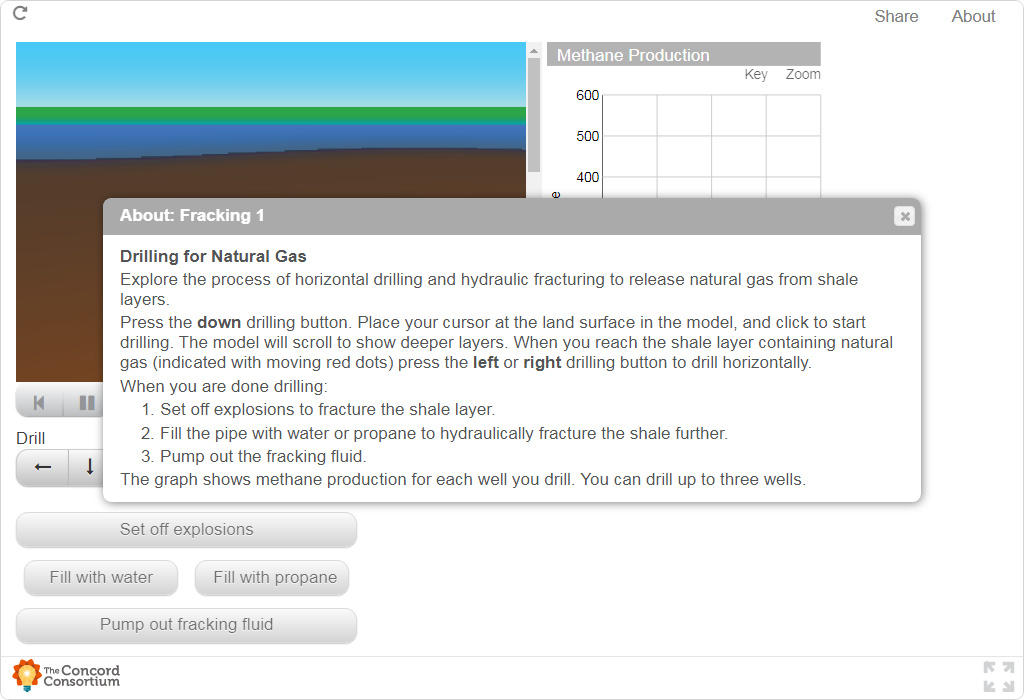 Share About
Methane Production
Key Zoom
600
500
400
e
About: Fracking 1
Drilling for Natural Gas
Explore the process of horizontal drilling and hydraulic fracturing to release natural gas from shale
layers.
Press the down drilling button. Place your cursor at the land surface in the model, and click to start
drilling. The model will scroll to show deeper layers. When you reach the shale layer containing natural
gas (indicated with moving red dots) press the left or right drilling button to drill horizontally.
When you are done drilling:
1. Set off explosions to fracture the shale layer.
2. Fill the pipe with water or propane to hydraulically fracture the shale further.
3. Pump out the fracking fluid.
The graph shows methane production for each well you drill. You can drill up to three wells.
Drill
Set off explosions
Fill with water Fill with propane
Pump out fracking fluid
The Concord
Consortium